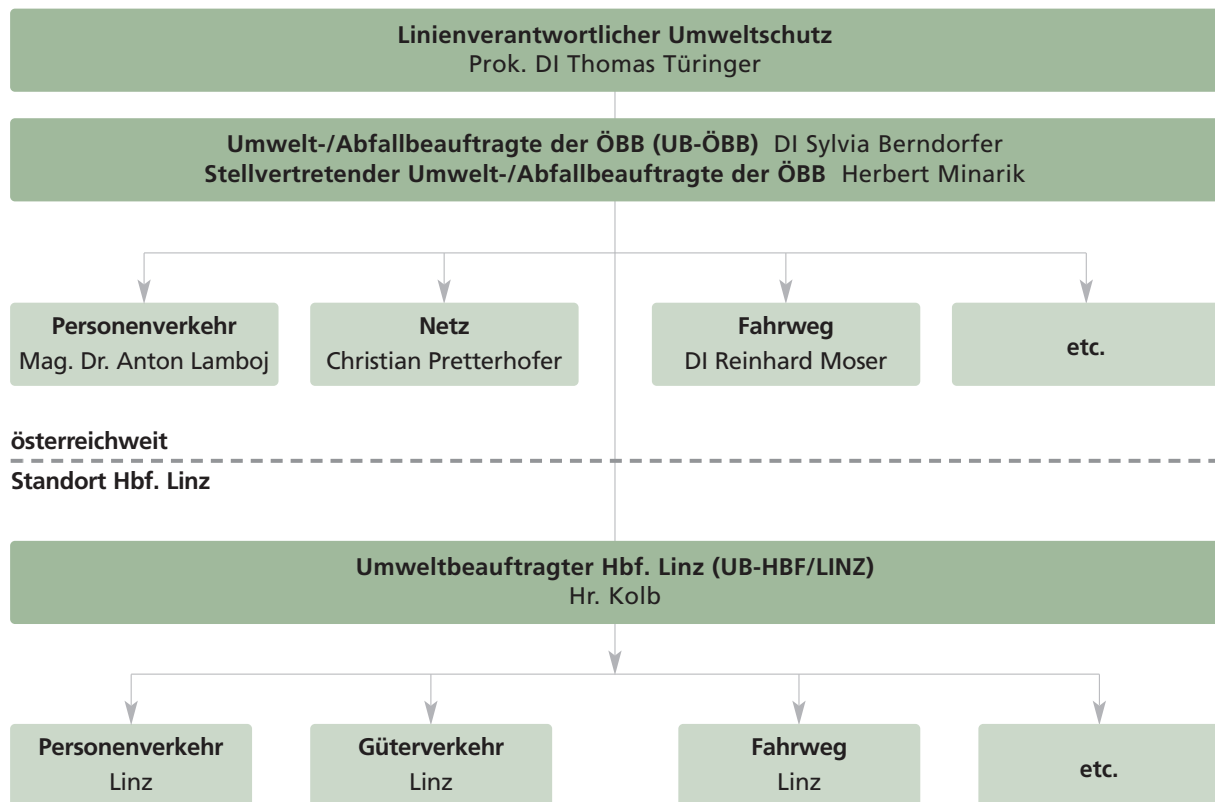 Linienverantwortlicher Umweltschutz
Prok. DI Thomas Türinger
Umwelt-/Abfallbeauftragte der ÖBB (UB-ÖBB) DI Sylvia Berndorfer
Stellvertretender Umwelt-/Abfallbeauftragte der ÖBB Herbert Minarik
Personenverkehr
Mag. Dr. Anton Lamboj
Netz
Christian Pretterhofer
Fahrweg
DI Reinhard Moser
etc.
österreichweit
Standort Hbf. Linz
Umweltbeauftragter Hbf. Linz (UB-HBF/LINZ)
Hr. Kolb
Personenverkehr
Linz
Güterverkehr
Linz
Fahrweg
Linz
etc.